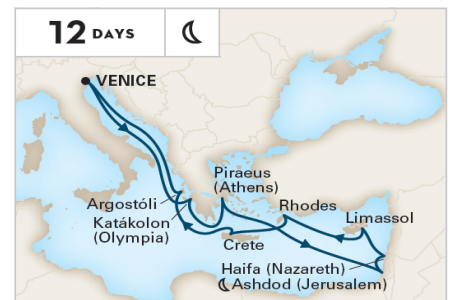 12 DAYS
VENICE
Piraeus
(Athens)
Argostóli
Rhodes
Katákolon
(Olympia)
Limassol
Crete
Haifa (Nazareth)
Ashdod (Jerusalem)